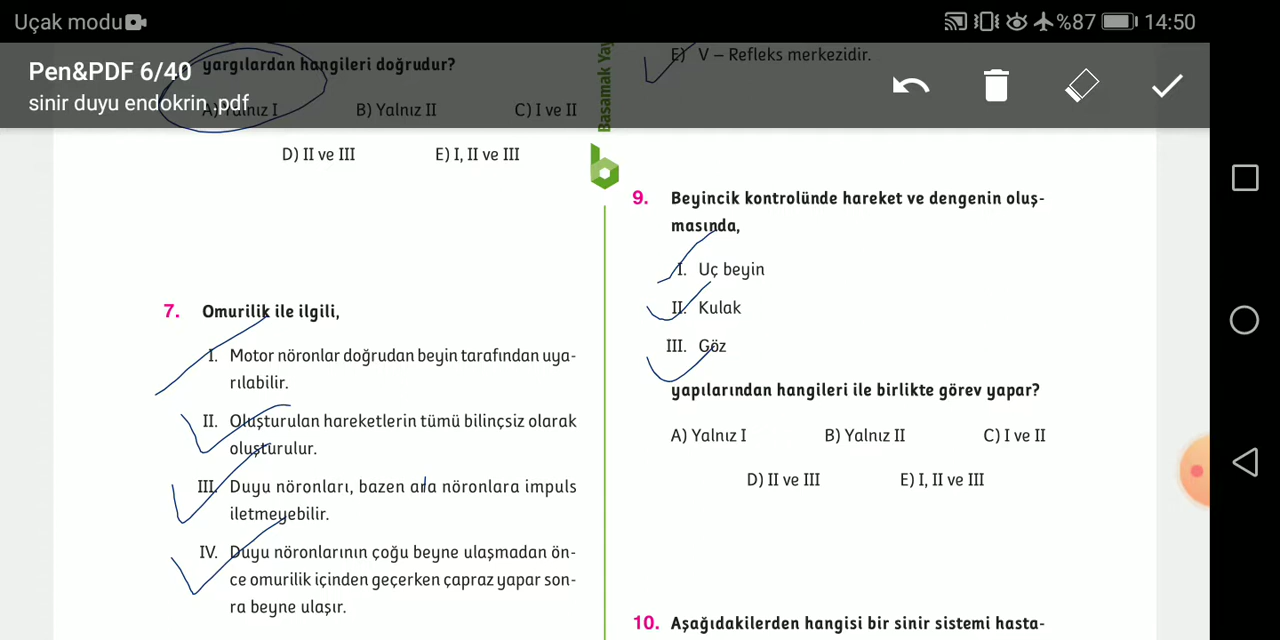 Uçak modu
%87 14:50
Pen&PDF 6/40
sinir duyu endokrin .pdf
yargılardan hangileri doğrudur?
A) Yalnız I B) Yalnız II C) I ve II
D) II ve III E) I, II ve III
7. Omurilik ile ilgili,
I. Motor nöronlar doğrudan beyin tarafından uya-
rılabilir.
II. Oluşturulan hareketlerin tümü bilinçsiz olarak
oluşturulur.
III. Duyu nöronları, bazen ara nöronlara impuls
iletmeyebilir.
IV. Duyu nöronlarının çoğu beyne ulaşmadan ön-
ce omurilik içinden geçerken çapraz yapar son-
ra beyne ulaşır.
Basamak Yay
E) V – Refleks merkezidir.
9. Beyincik kontrolünde hareket ve dengenin oluş-
masında,
I. Uç beyin
II. Kulak
III. Göz
yapılarından hangileri ile birlikte görev yapar?
A) Yalnız I B) Yalnız II C) I ve II
D) II ve III E) I, II ve III
10. Aşağıdakilerden hangisi bir sinir sistemi hasta-